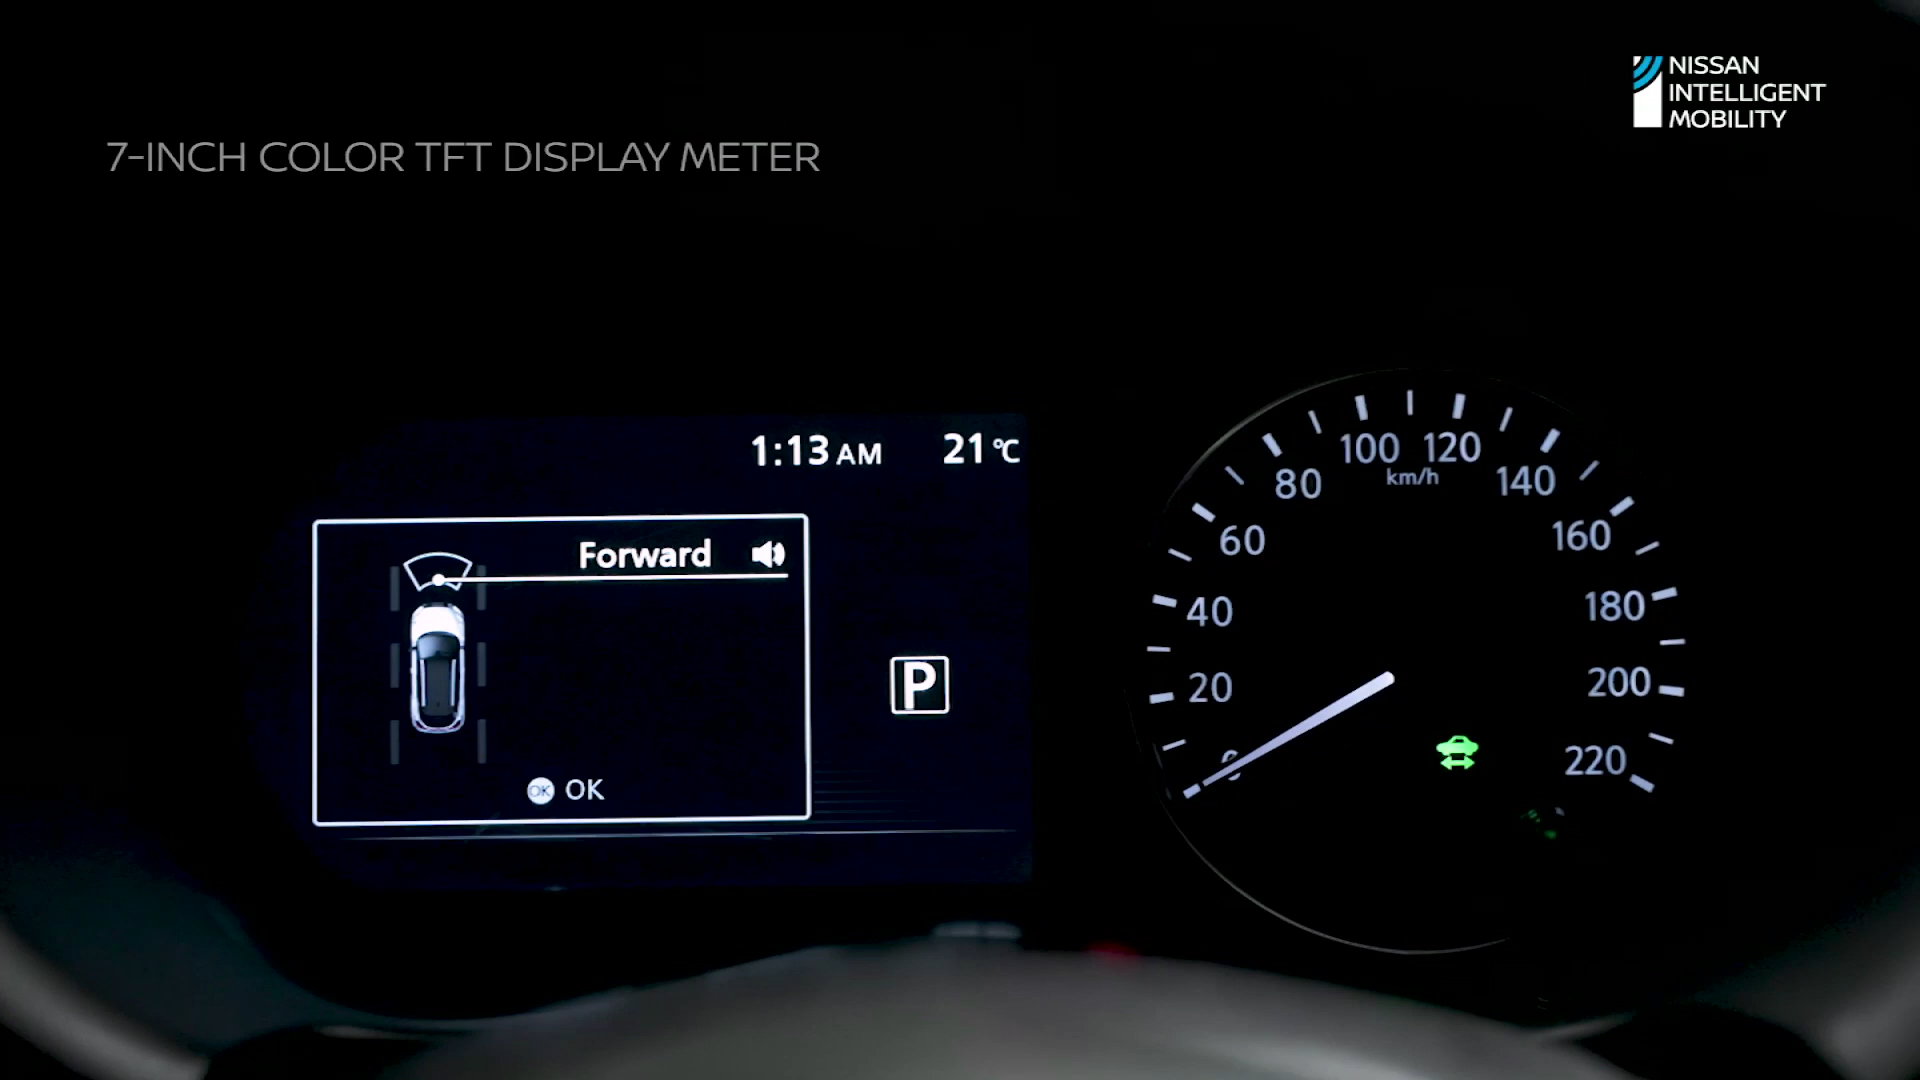 NISSAN
INTELLIGENT
MOBILITY
7-INCH COLOR TFT DISPLAY METER
1:13 AM 21 °C
Forward
P
OK OK
0
20
40
60
80
100
120
140
160
180
200
220
km/h